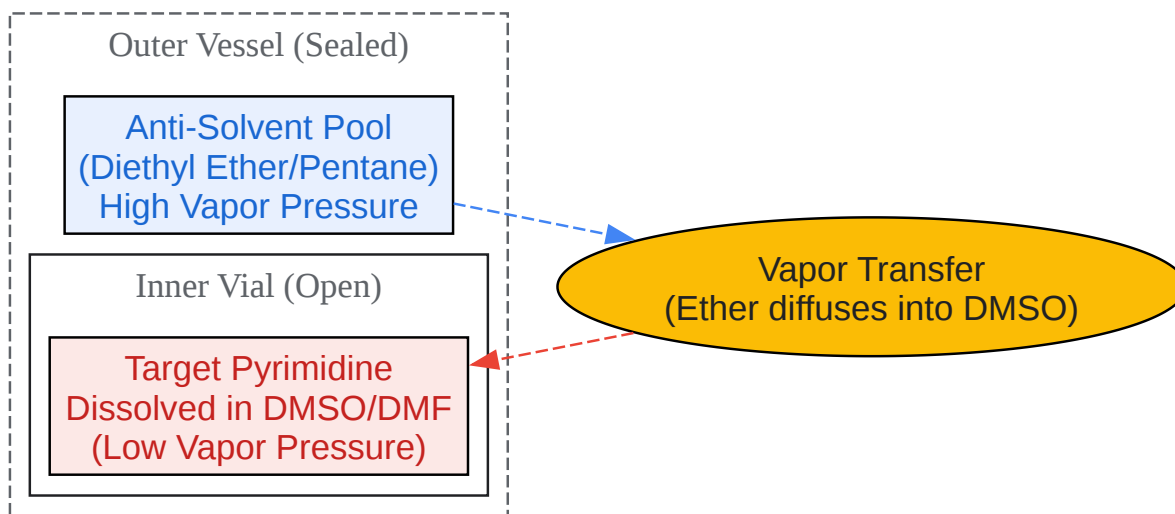 Outer Vessel (Sealed)
Anti-Solvent Pool
(Diethyl Ether/Pentane)
High Vapor Pressure
Vapor Transfer
(Ether diffuses into DMSO)
Inner Vial (Open)
Target Pyrimidine
Dissolved in DMSO/DMF
(Low Vapor Pressure)